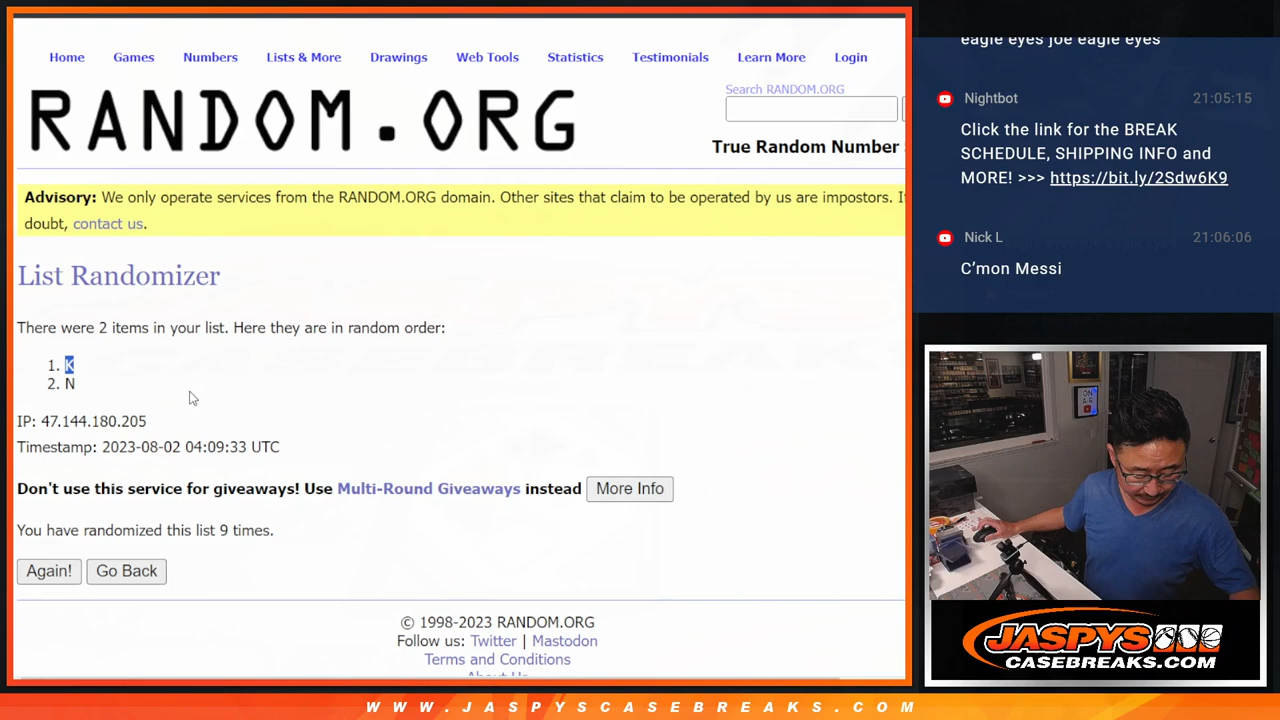 Home Games Numbers Lists & More Drawings Web Tools Statistics Testimonials Learn More Login
RANDOM.ORG
Search RANDOM.ORG
True Random Number
Advisory: We only operate services from the RANDOM.ORG domain. Other sites that claim to be operated by us are impostors. I
doubt, contact us.
List Randomizer
There were 2 items in your list. Here they are in random order:
1. K
2. N
IP: 47.144.180.205
Timestamp: 2023-08-02 04:09:33 UTC
Don't use this service for giveaways! Use Multi-Round Giveaways instead More Info
You have randomized this list 9 times.
Again! Go Back
© 1998-2023 RANDOM.ORG
Follow us: Twitter | Mastodon
Terms and Conditions
About Us
eagle eyes joe eagle eyes
Nightbot 21:05:15
Click the link for the BREAK
SCHEDULE, SHIPPING INFO and
MORE! >>> https://bit.ly/2Sdw6K9
Nick L 21:06:06
C’mon Messi
ON
AIR
JASPYS
CASEBREAKS.COM
WWW.JASPYSCASEBREAKS.COM